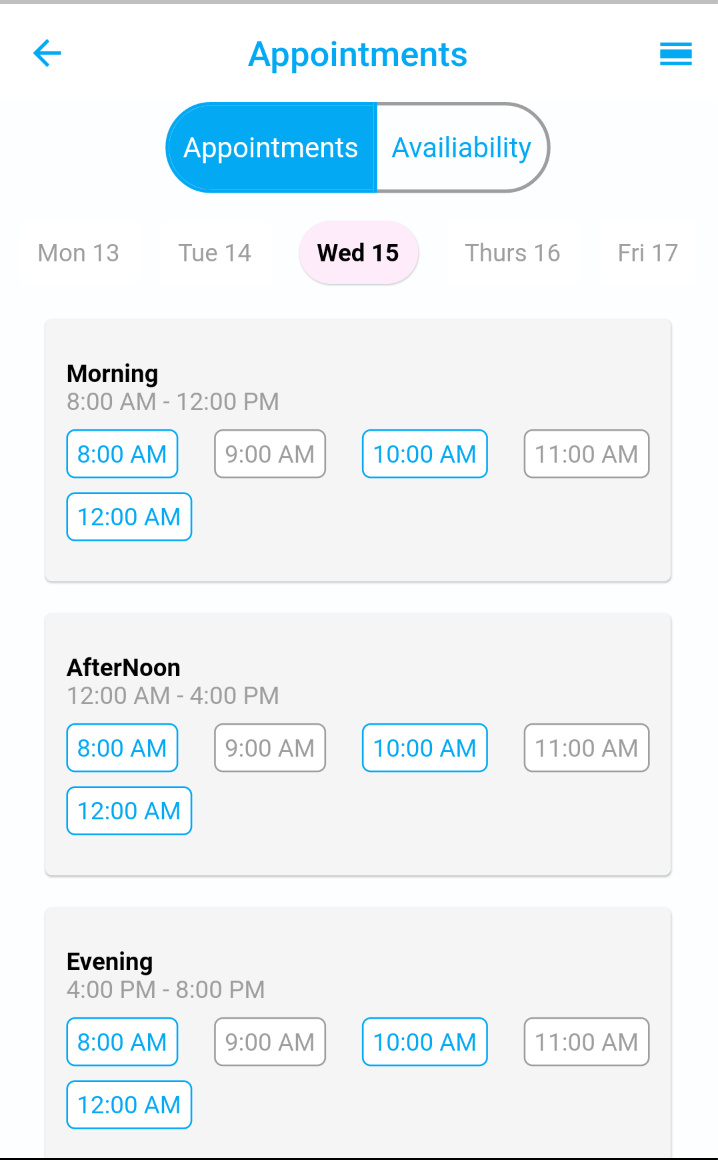 Appointments
Appointments Availiability
Mon 13 Tue 14 Wed 15 Thurs 16 Fri 17
Morning
8:00 AM - 12:00 PM
8:00 AM 9:00 AM 10:00 AM 11:00 AM
12:00 AM
AfterNoon
12:00 AM - 4:00 PM
8:00 AM 9:00 AM 10:00 AM 11:00 AM
12:00 AM
Evening
4:00 PM - 8:00 PM
8:00 AM 9:00 AM 10:00 AM 11:00 AM
12:00 AM